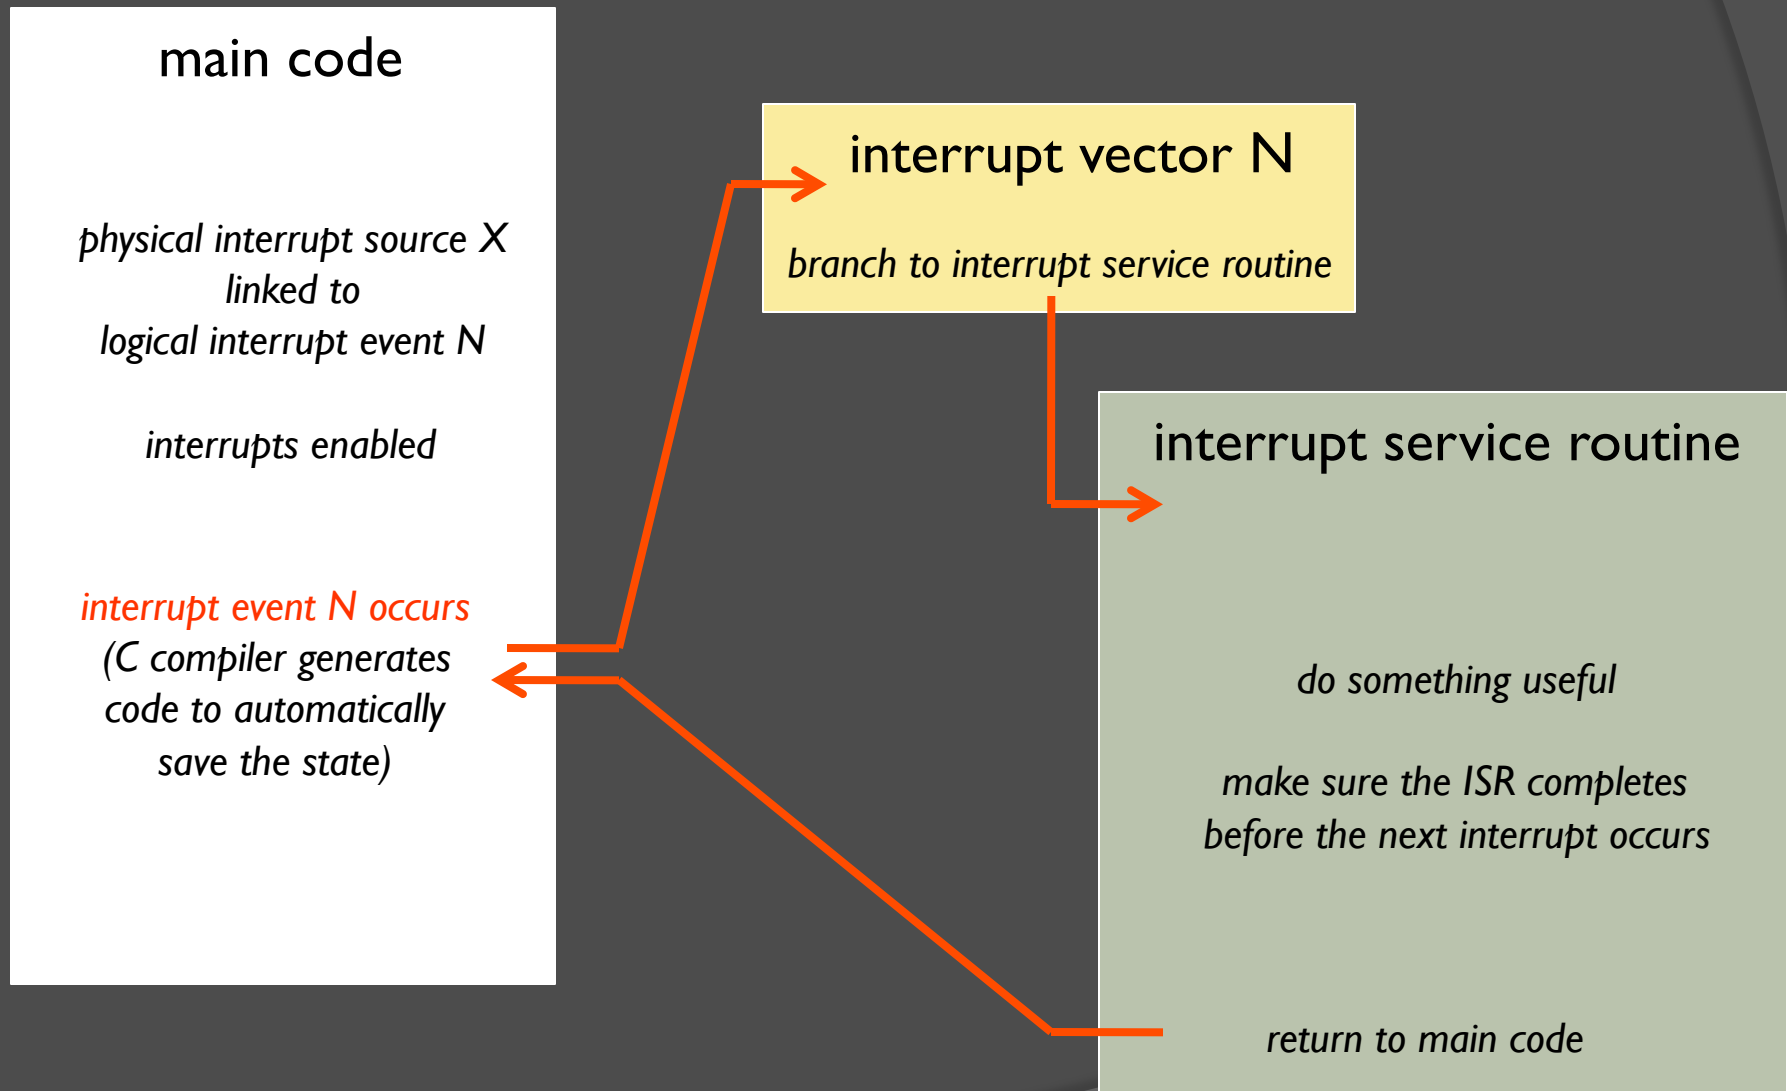 main code
physical interrupt source X
linked to
logical interrupt event N
interrupts enabled
interrupt event N occurs
(C compiler generates
code to automatically
save the state)
interrupt vector N
branch to interrupt service routine
interrupt service routine
do something useful
make sure the ISR completes
before the next interrupt occurs
return to main code